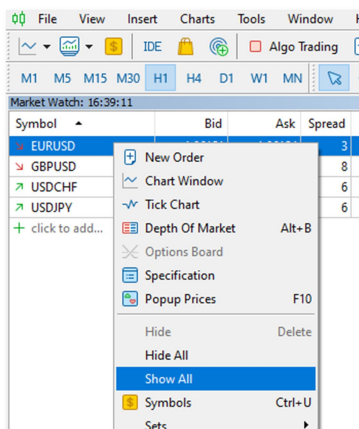 File View Insert Charts Tools Window
IDE Algo Trading
M1 M5 M15 M30 H1 H4 D1 W1 MN
Market Watch: 16:39:11
Symbol Bid Ask Spread
EURUSD 3
GBPUSD 8
USDCHF 6
USDJPY 6
click to add...
New Order
Chart Window
Tick Chart
Depth Of Market Alt+B
Options Board
Specification
Popup Prices F10
Hide Delete
Hide All
Show All
Symbols Ctrl+U
Sets